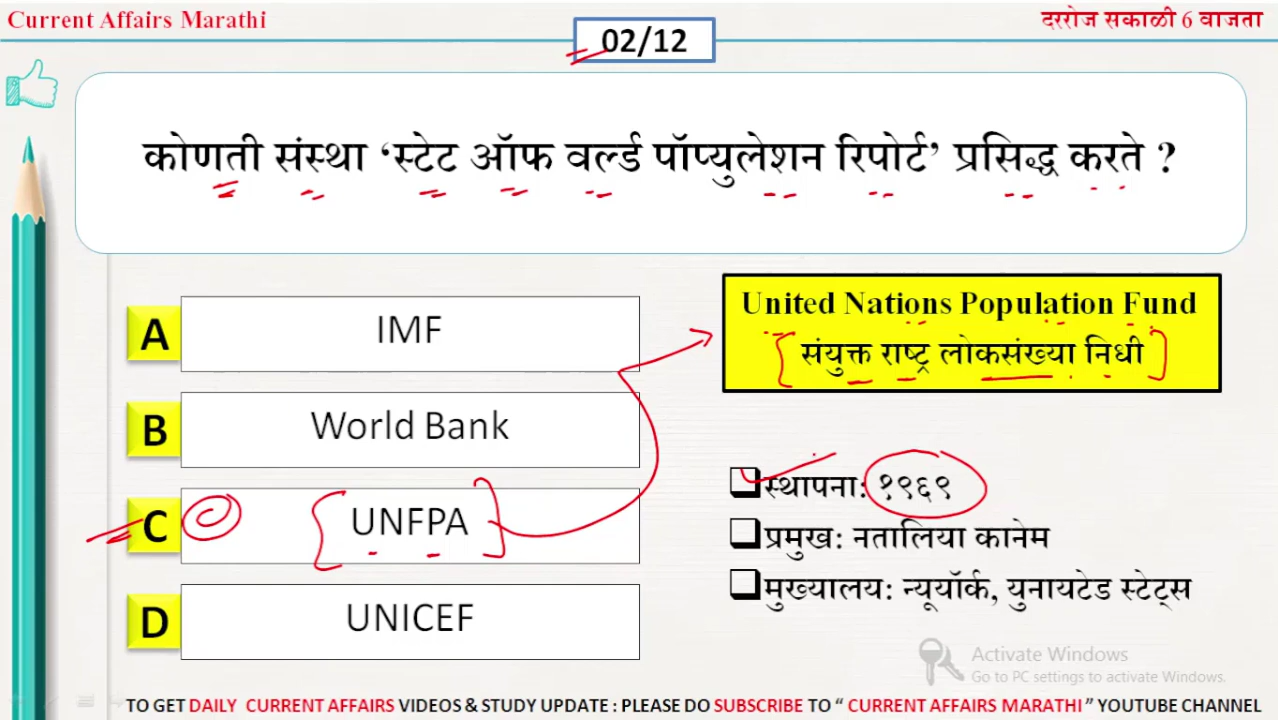 Current Affairs Marathi
दररोज सकाळी 6 वाजता
02/12
कोणती संस्था ‘स्टेट ऑफ वर्ल्ड पॉप्युलेशन रिपोर्ट’ प्रसिद्ध करते ?
A IMF
B World Bank
C UNFPA
D UNICEF
United Nations Population Fund
संयुक्त राष्ट्र लोकसंख्या निधी
स्थापना: १९६९
प्रमुख: नतालिया कानेम
मुख्यालय: न्यूयॉर्क, युनायटेड स्टेट्स
Activate Windows
Go to PC settings to activate Windows.
TO GET DAILY CURRENT AFFAIRS VIDEOS & STUDY UPDATE : PLEASE DO SUBSCRIBE TO “ CURRENT AFFAIRS MARATHI ” YOUTUBE CHANNEL